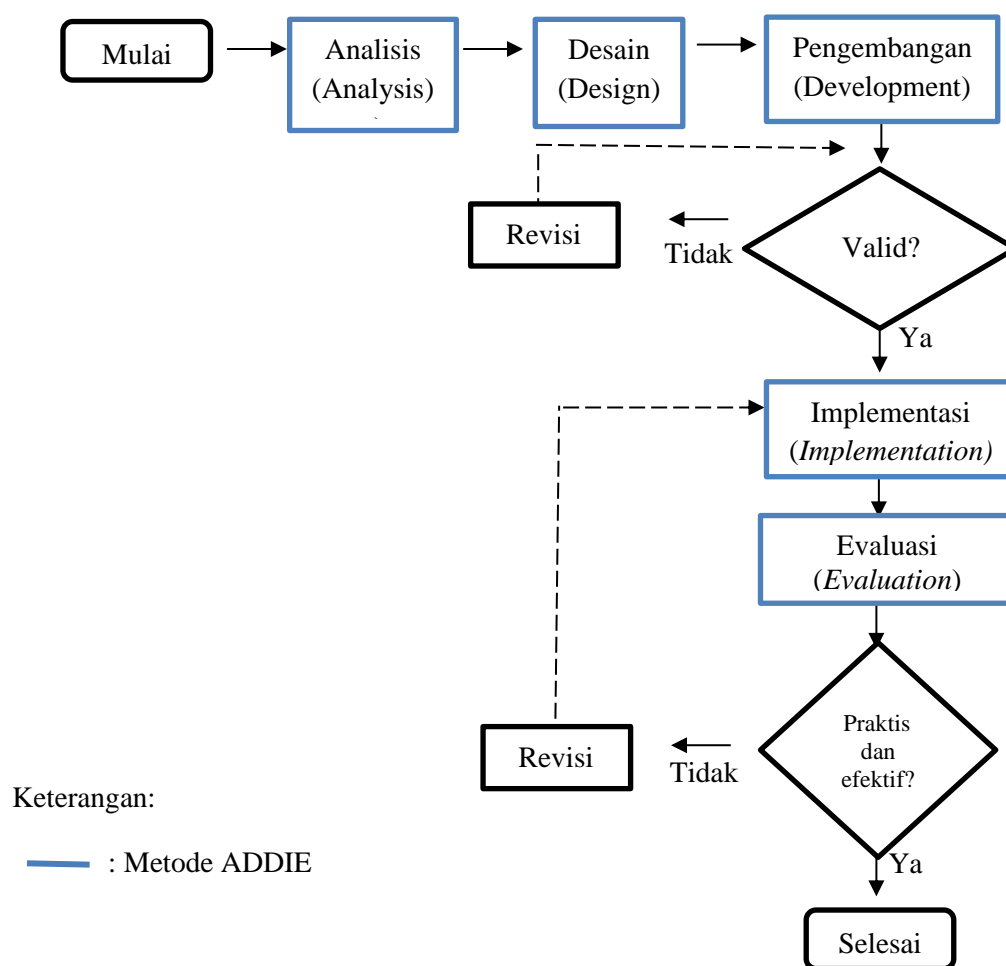 Mulai
Analisis
(Analysis)
Desain
(Design)
Pengembangan
(Development)
Revisi
Tidak
Valid?
Ya
Implementasi
(Implementation)
Evaluasi
(Evaluation)
Praktis
dan
efektif?
Revisi
Tidak
Keterangan:
: Metode ADDIE
Ya
Selesai